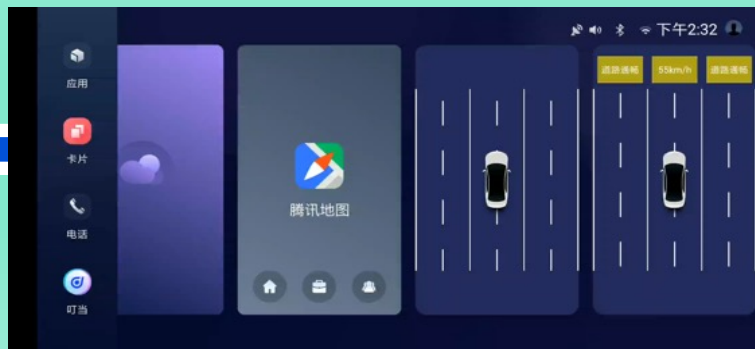 下午2:32
应用
卡片
电话
叮当
腾讯地图
道路通畅
55km/h
道路通畅